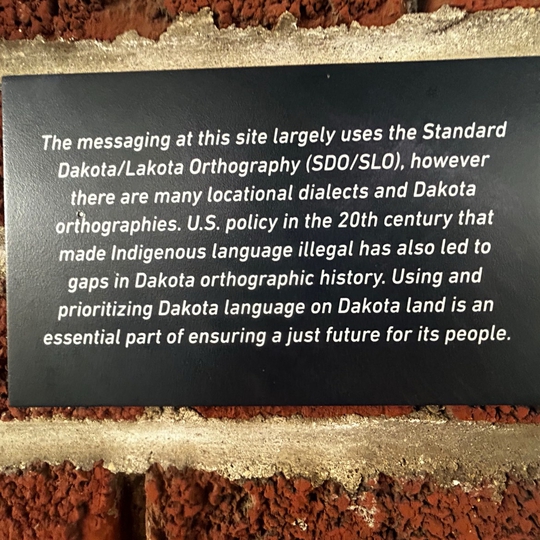 The messaging at this site largely uses the Standard
Dakota/Lakota Orthography (SDO/SLO), however
there are many locational dialects and Dakota
orthographies. U.S. policy in the 20th century that
made Indigenous language illegal has also led to
gaps in Dakota orthographic history. Using and
prioritizing Dakota language on Dakota land is an
essential part of ensuring a just future for its people.